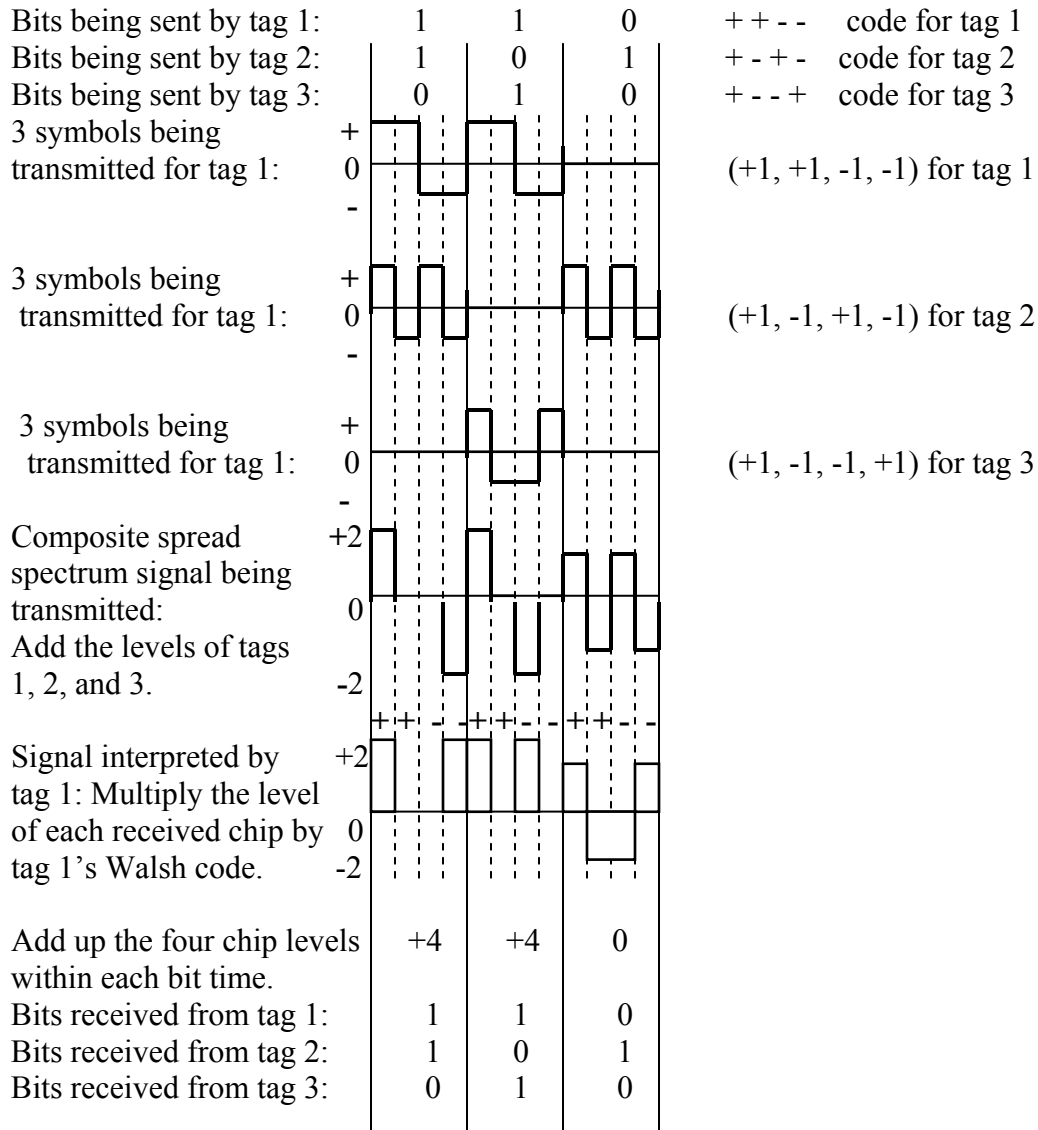 Bits being sent by tag 1: 1 1 0 + + - - code for tag 1
Bits being sent by tag 2: 1 0 1 + - + - code for tag 2
Bits being sent by tag 3: 0 1 0 + - - + code for tag 3
3 symbols being +
transmitted for tag 1: 0 (+1, +1, -1, -1) for tag 1
-
3 symbols being +
transmitted for tag 1: 0 (+1, -1, +1, -1) for tag 2
-
3 symbols being +
transmitted for tag 1: 0 (+1, -1, -1, +1) for tag 3
-
Composite spread +2
spectrum signal being
transmitted: 0
Add the levels of tags
1, 2, and 3. -2
+ + - - + + - - + + - -
Signal interpreted by +2
tag 1: Multiply the level
of each received chip by 0
tag 1’s Walsh code. -2
Add up the four chip levels +4 +4 0
within each bit time.
Bits received from tag 1: 1 1 0
Bits received from tag 2: 1 0 1
Bits received from tag 3: 0 1 0